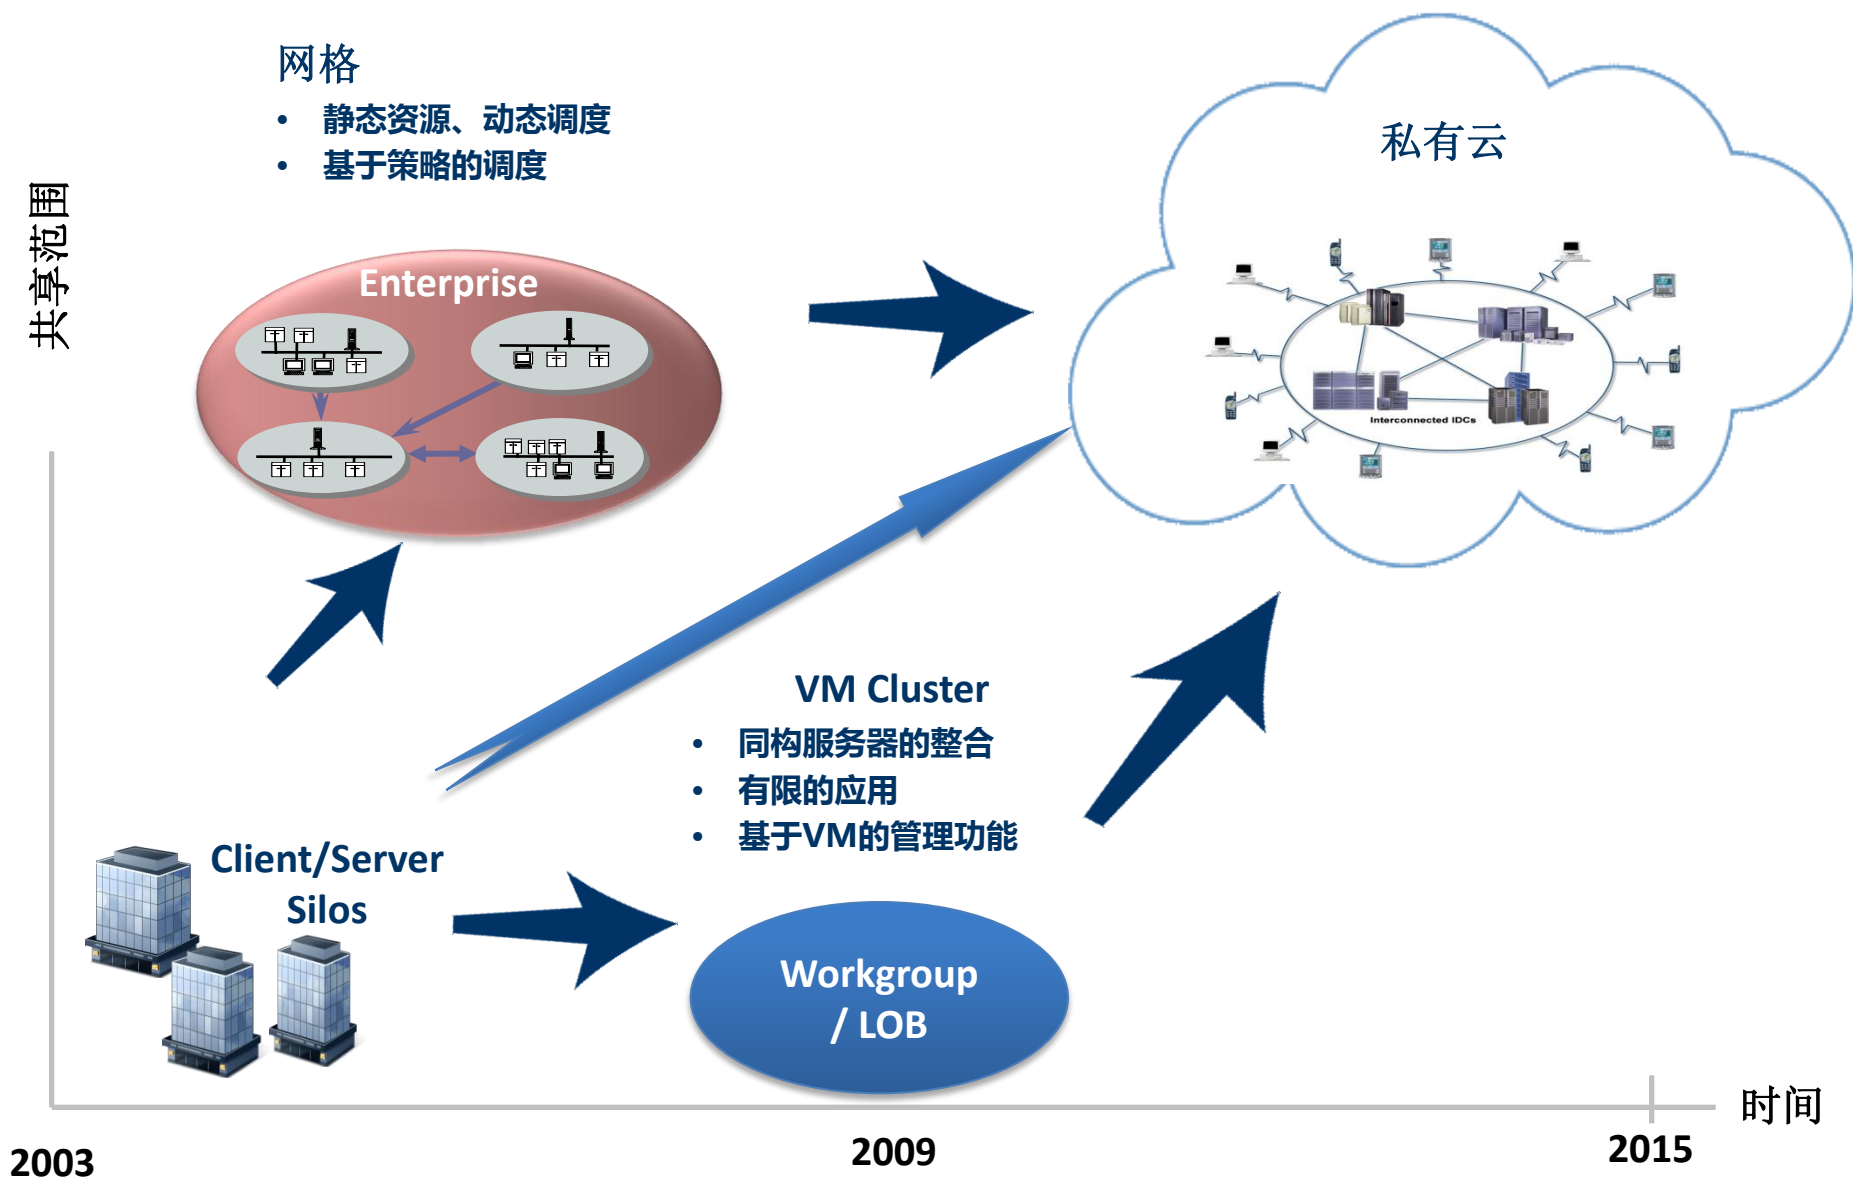 网格
• 静态资源、动态调度
• 基于策略的调度
共享范围
Enterprise
私有云
Interconnected IDCs
VM Cluster
• 同构服务器的整合
• 有限的应用
• 基于VM的管理功能
Client/Server
Silos
Workgroup
/ LOB
时间
2003
2009
2015